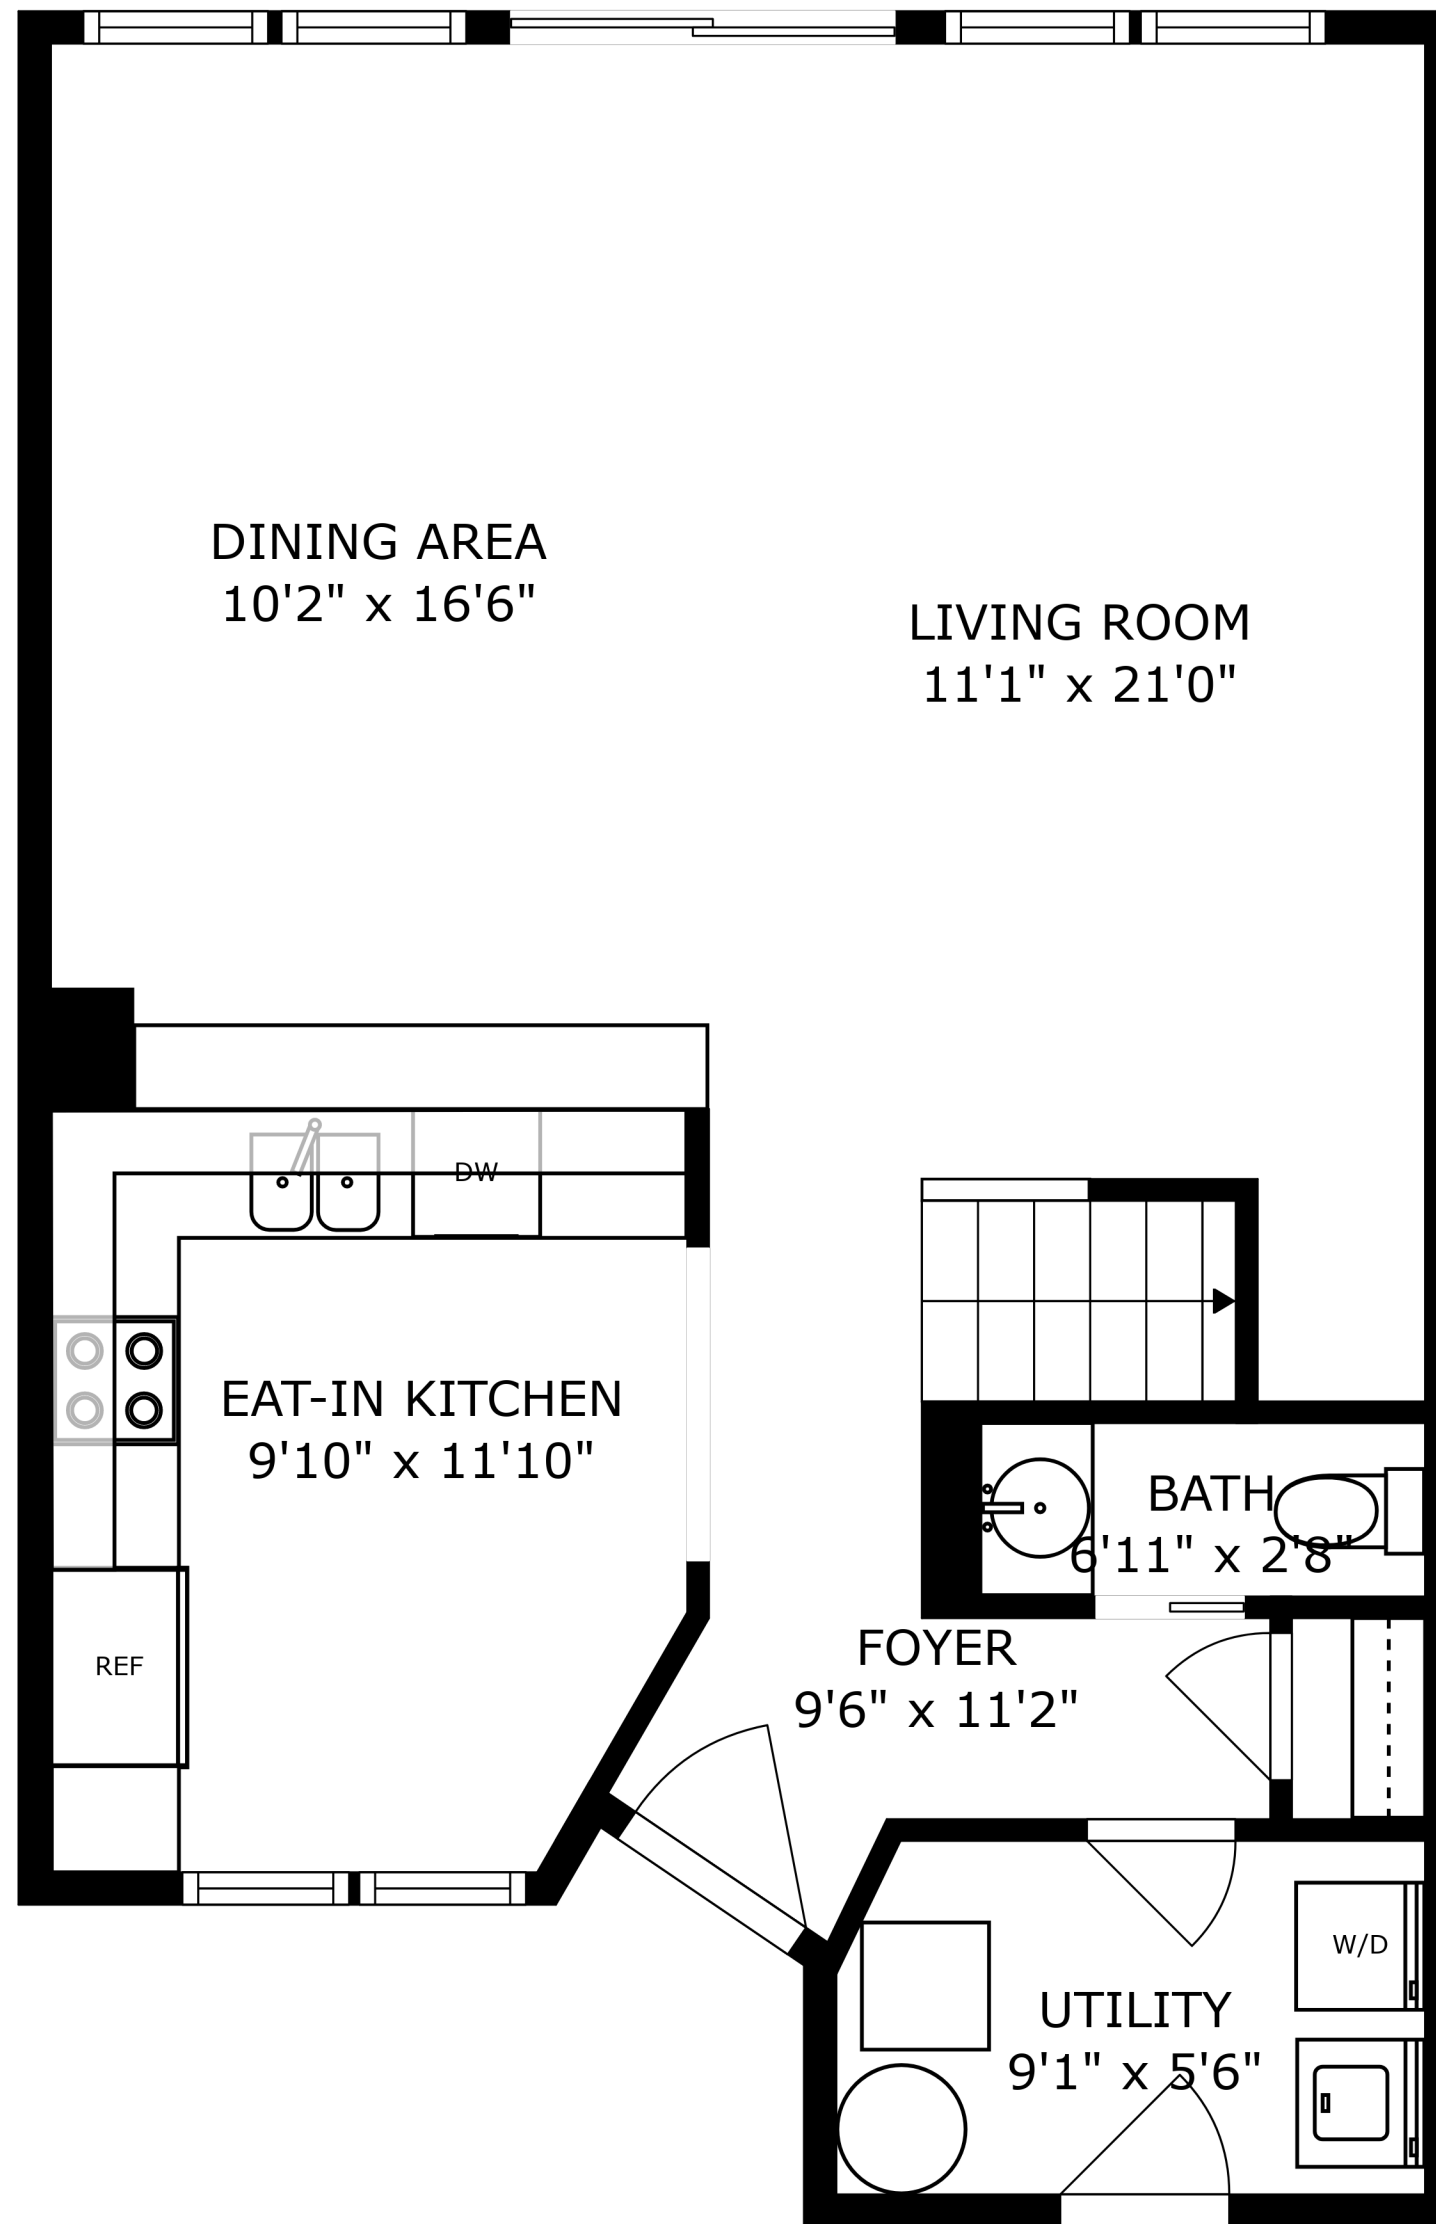 DINING AREA
10'2" x 16'6"
LIVING ROOM
11'1" x 21'0"
DW
EAT-IN KITCHEN
9'10" x 11'10"
BATH
6'11" x 2'8"
FOYER
9'6" x 11'2"
REF
W/D
UTILITY
9'1" x 5'6"